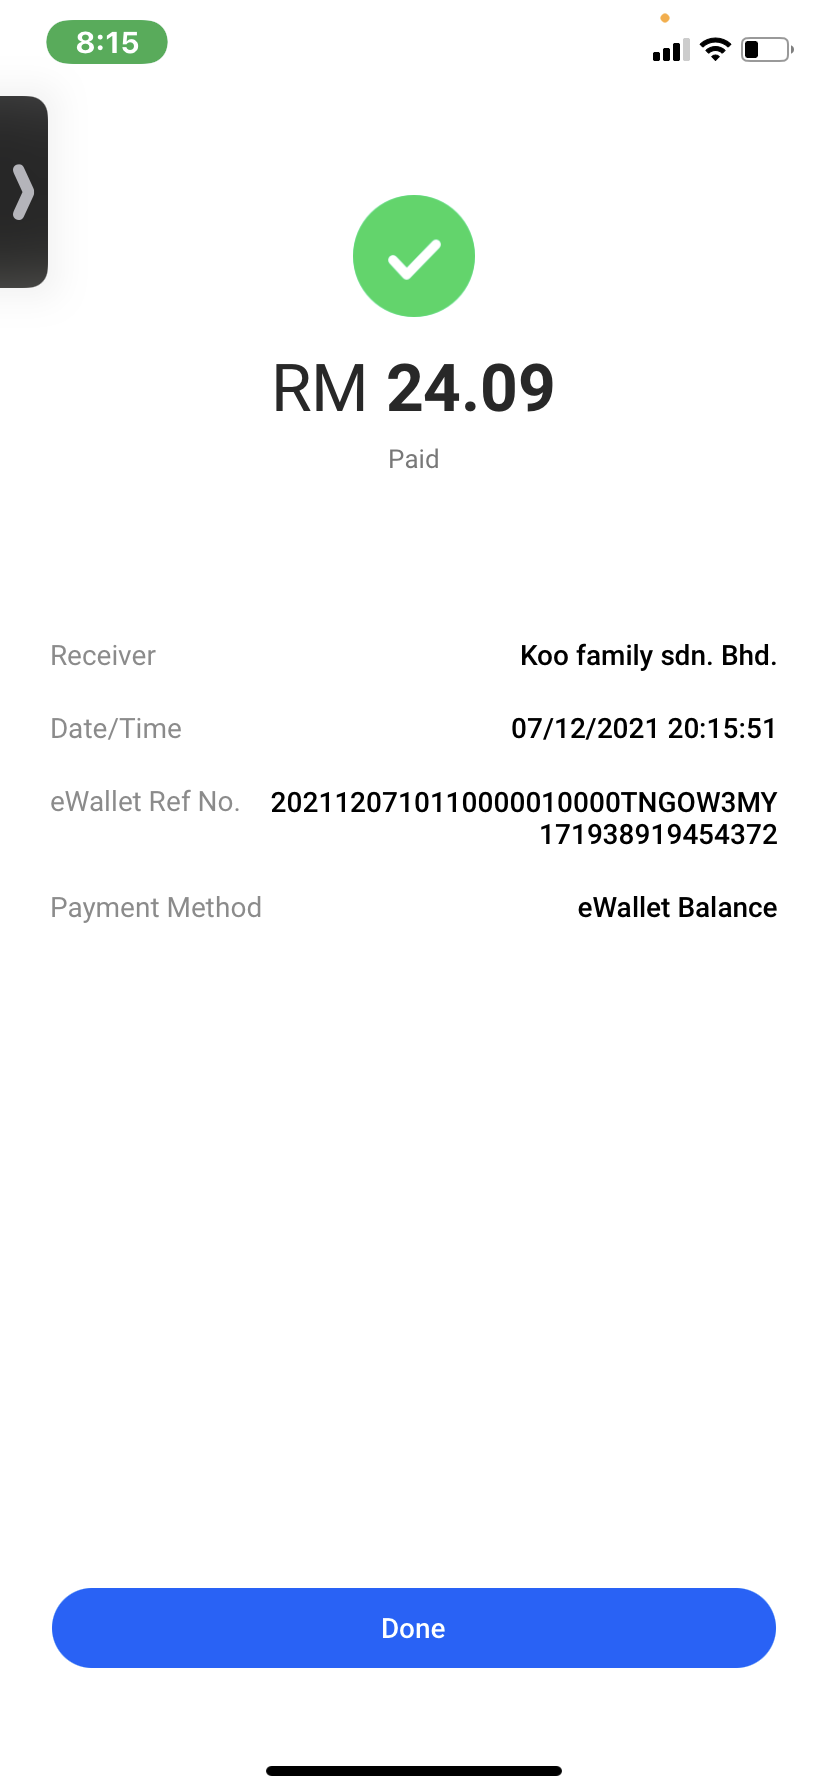 8:15
RM 24.09
Paid
Receiver Koo family sdn. Bhd.
Date/Time 07/12/2021 20:15:51
eWallet Ref No. 20211207101100000010000TNGOW3MY
171938919454372
Payment Method eWallet Balance
Done